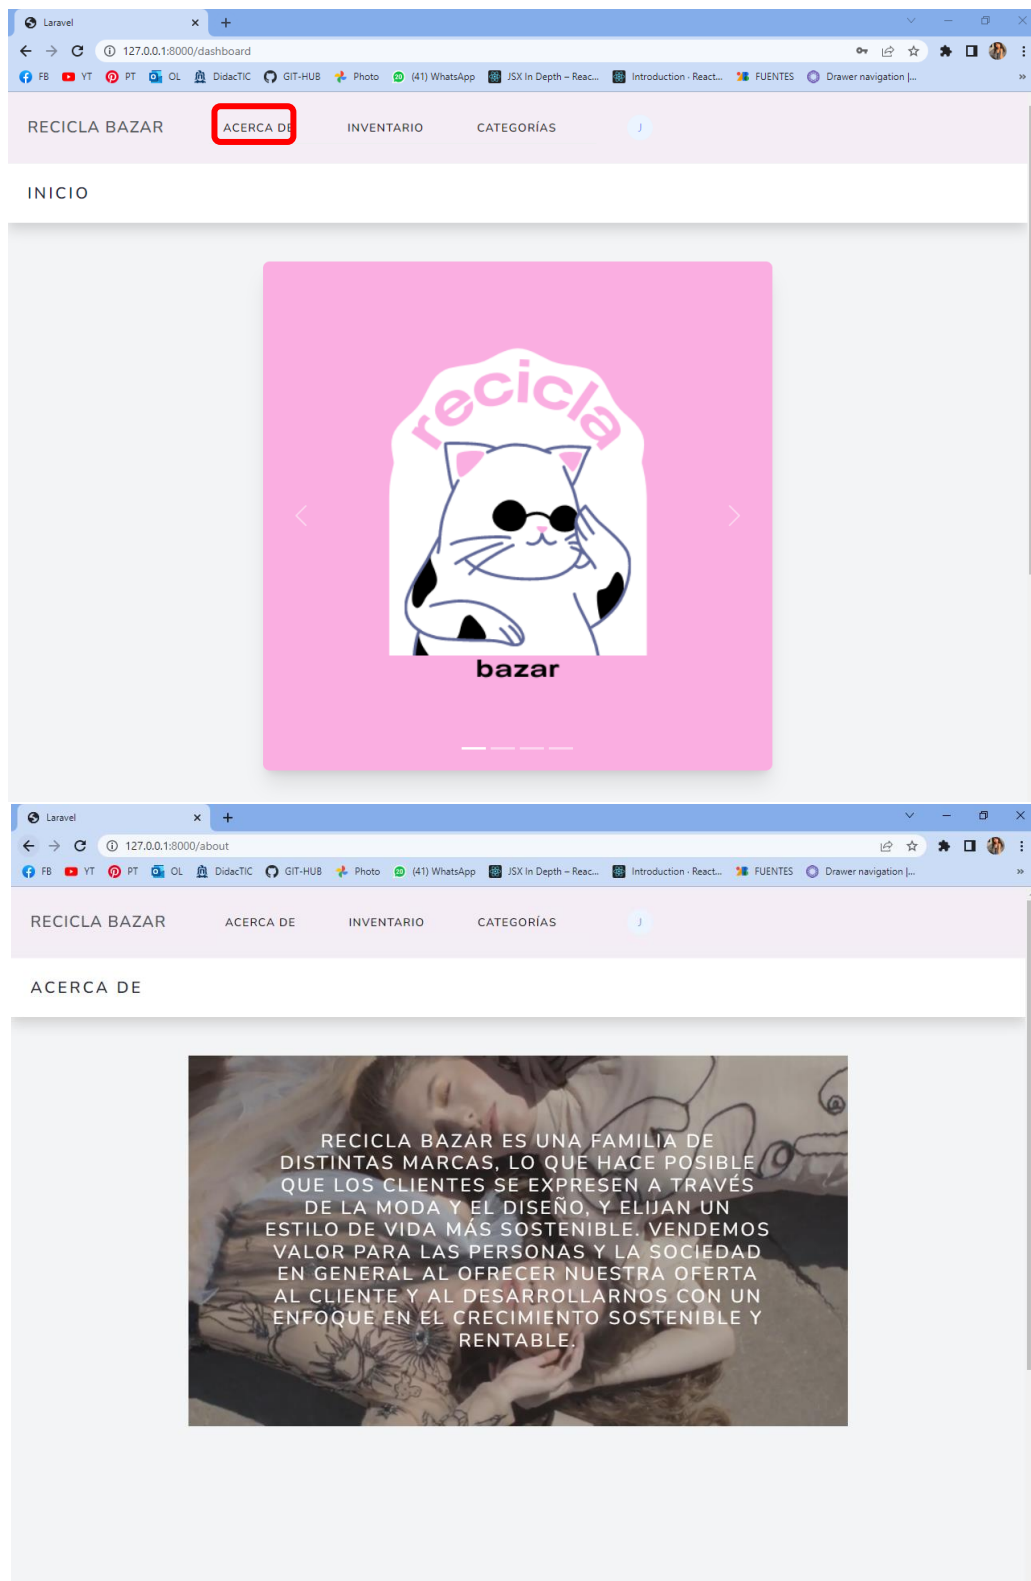 Laravel
127.0.0.1:8000/dashboard
FB YT PT OL DidacTIC GIT-HUB Photo (41) WhatsApp JSX In Depth – Reac... Introduction · React... FUENTES Drawer navigation |... »
RECICLA BAZAR ACERCA DE INVENTARIO CATEGORÍAS J
INICIO
recicla
bazar
Laravel
127.0.0.1:8000/about
FB YT PT OL DidacTIC GIT-HUB Photo (41) WhatsApp JSX In Depth – Reac... Introduction · React... FUENTES Drawer navigation |... »
RECICLA BAZAR ACERCA DE INVENTARIO CATEGORÍAS J
ACERCA DE
RECICLA BAZAR ES UNA FAMILIA DE
DISTINTAS MARCAS, LO QUE HACE POSIBLE
QUE LOS CLIENTES SE EXPRESEN A TRAVÉS
DE LA MODA Y EL DISEÑO, Y ELIJAN UN
ESTILO DE VIDA MÁS SOSTENIBLE. VENDEMOS
VALOR PARA LAS PERSONAS Y LA SOCIEDAD
EN GENERAL AL OFRECER NUESTRA OFERTA
AL CLIENTE Y AL DESARROLLARNOS CON UN
ENFOQUE EN EL CRECIMIENTO SOSTENIBLE Y
RENTABLE.